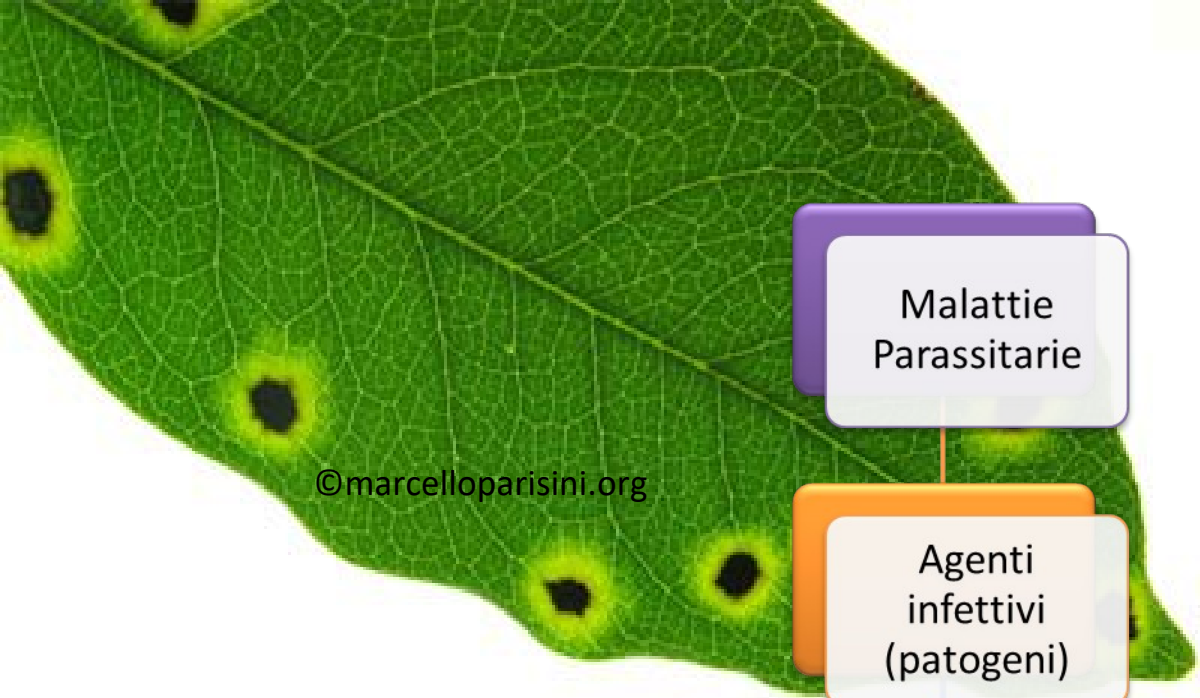 Malattie
Parassitarie
©marcelloparisini.org
Agenti
infettivi
(patogeni)